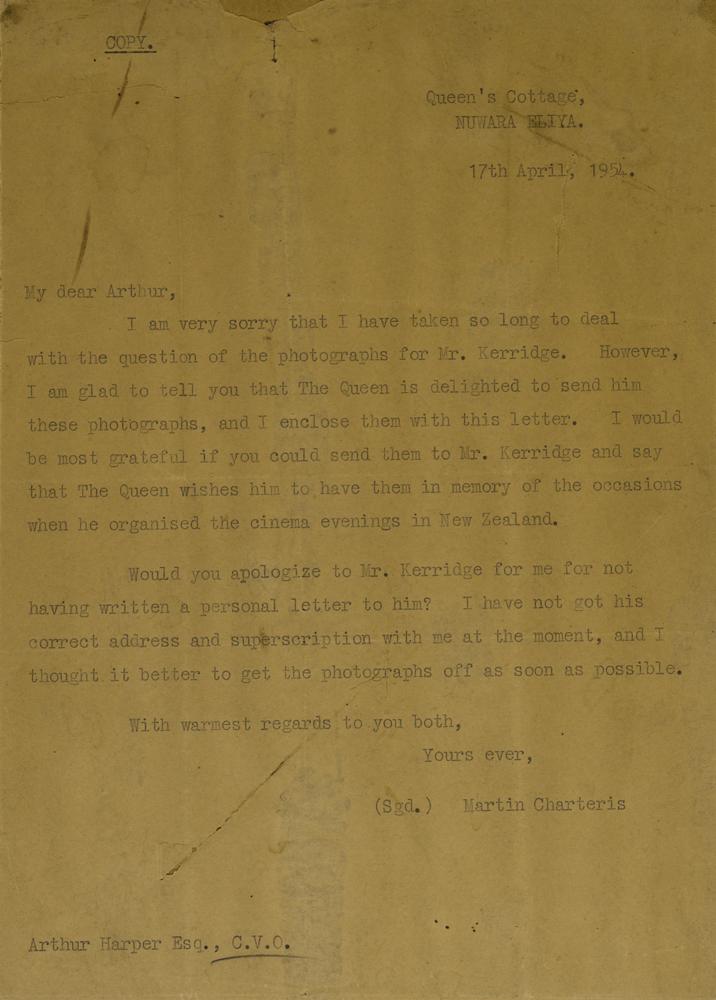 COPY.
Queen's Cottage,
NUWARA ELIYA.
17th April, 1954.
My dear Arthur,
I am very sorry that I have taken so long to deal
with the question of the photographs for Mr. Kerridge. However,
I am glad to tell you that The Queen is delighted to send him
these photographs, and I enclose them with this letter. I would
be most grateful if you could send them to Mr. Kerridge and say
that The Queen wishes him to have them in memory of the occasions
when he organised the cinema evenings in New Zealand.
Would you apologize to Mr. Kerridge for me for not
having written a personal letter to him? I have not got his
correct address and superscription with me at the moment, and I
thought it better to get the photographs off as soon as possible.
With warmest regards to you both,
Yours ever,
(Sgd.) Martin Charteris
Arthur Harper Esq., C.V.O.